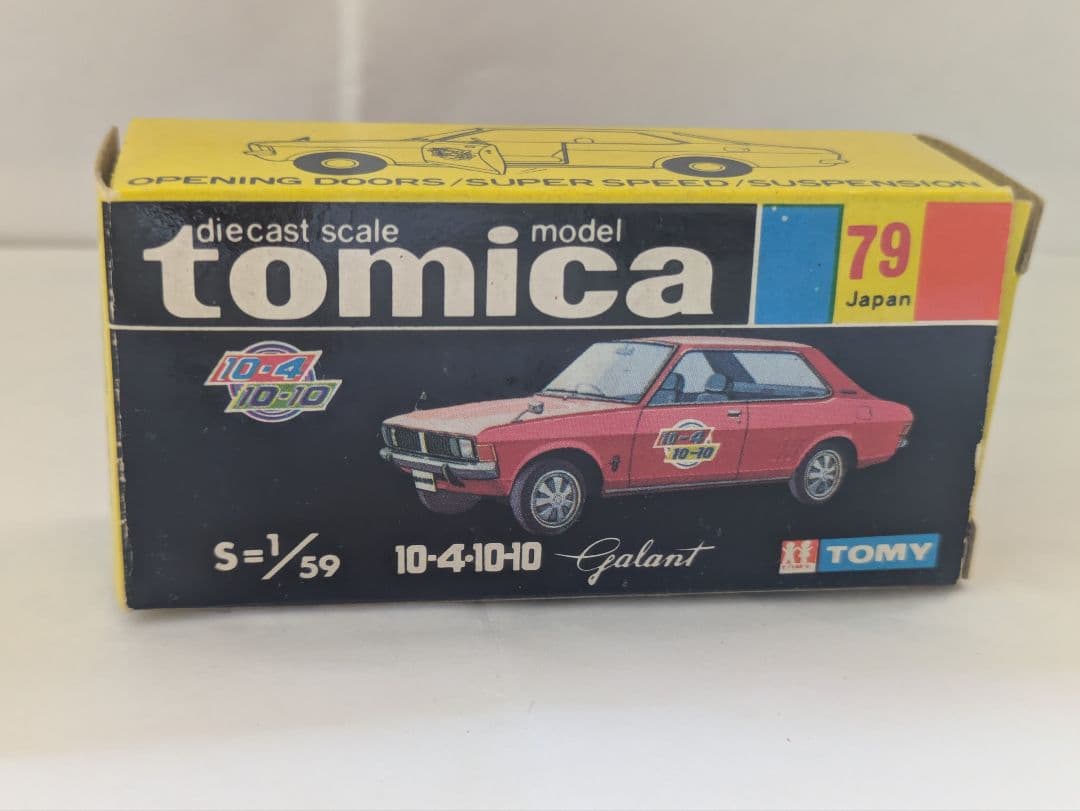 OPENING DOORS/SUPER SPEED/SUSPENSION
diecast scale model
tomica
79
Japan
10-4
10-10
10-4
10-10
S=1/59
10-4·10-10 Galant
TOMY